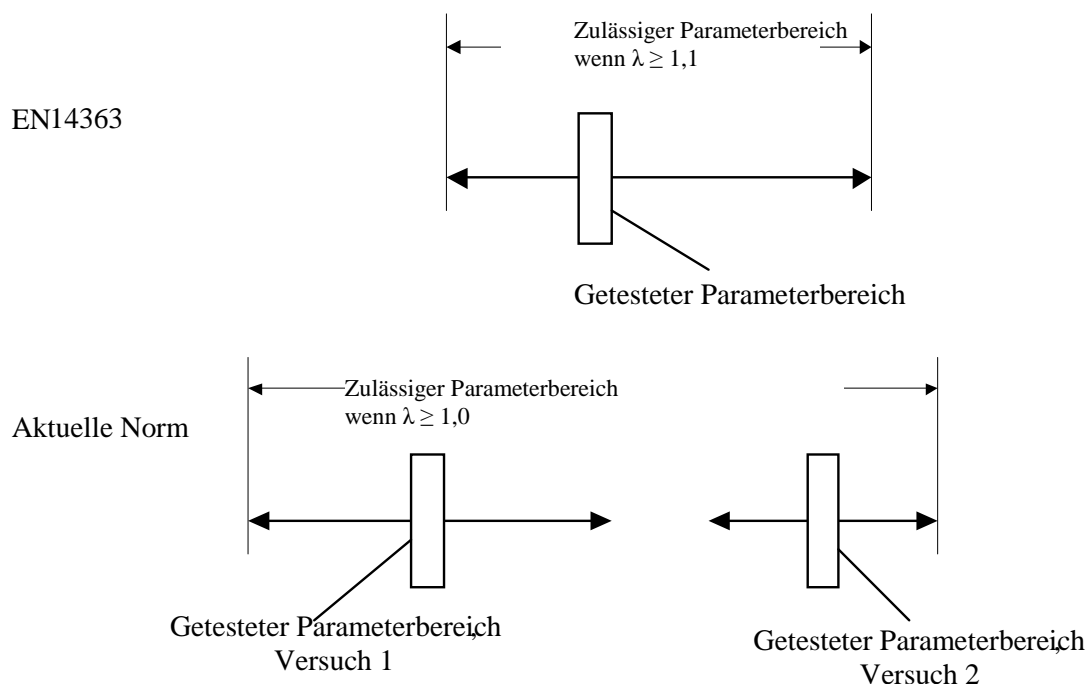 Zulässiger Parameterbereich
wenn λ ≥ 1,1
EN14363
Getesteter Parameterbereich
Zulässiger Parameterbereich
wenn λ ≥ 1,0
Aktuelle Norm
Getesteter Parameterbereich,
Versuch 1
Getesteter Parameterbereich,
Versuch 2